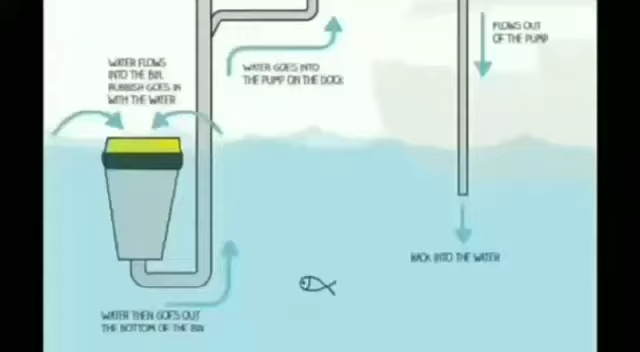 WATER FLOWS
INTO THE BIN.
RUBBISH GOES IN
WITH THE WATER
WATER GOES INTO
THE PUMP ON THE DOCK
FLOWS OUT
OF THE PUMP
BACK INTO THE WATER
WATER THEN GOES OUT
THE BOTTOM OF THE BIN